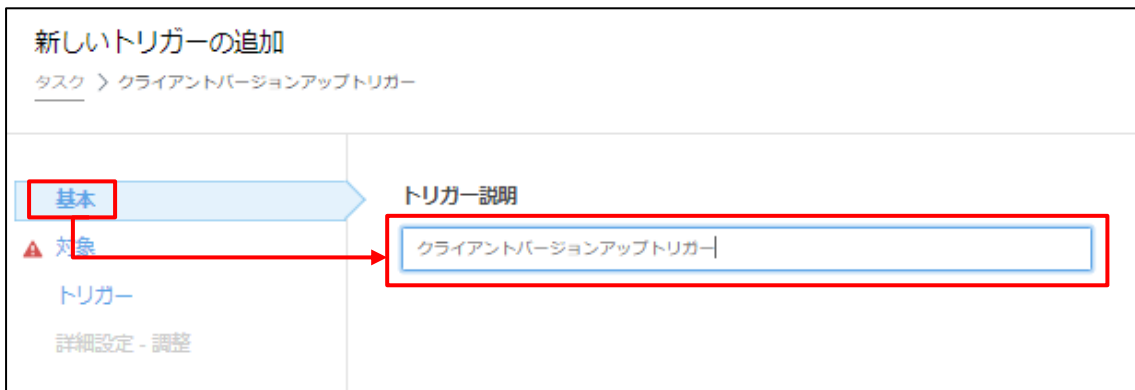 新しいトリガーの追加
タスク > クライアントバージョンアップトリガー
基本
トリガー説明
クライアントバージョンアップトリガー
対象
トリガー
詳細設定 - 調整